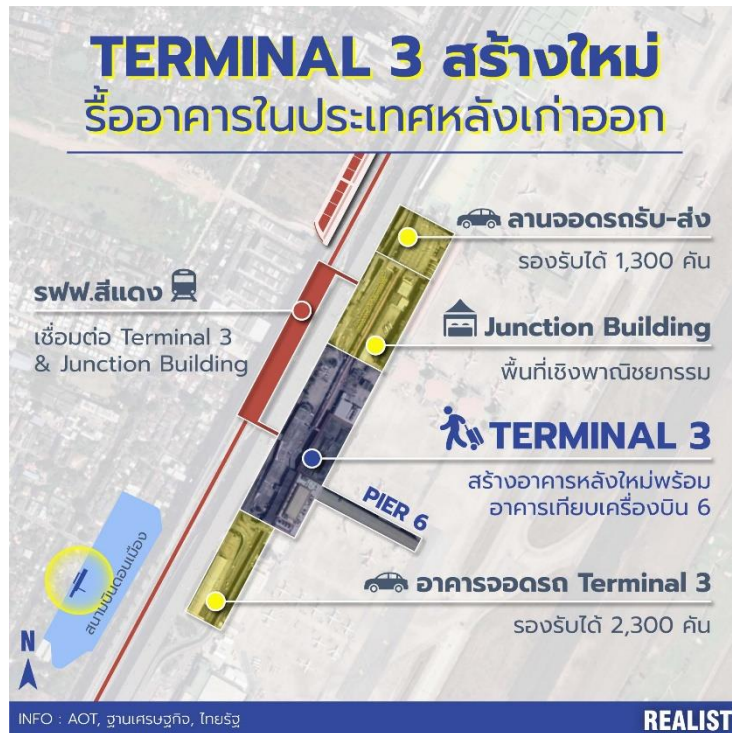 TERMINAL 3 สร้างใหม่
รื้ออาคารในประเทศหลังเก่าออก
ลานจอดรถรับ-ส่ง
รองรับได้ 1,300 คัน
รฟฟ.สีแดง
เชื่อมต่อ Terminal 3
& Junction Building
Junction Building
พื้นที่เชิงพาณิชยกรรม
TERMINAL 3
สร้างอาคารหลังใหม่พร้อม
อาคารเทียบเครื่องบิน 6
PIER 6
อาคารจอดรถ Terminal 3
รองรับได้ 2,300 คัน
สนามบินดอนเมือง
N
INFO : AOT, ฐานเศรษฐกิจ, ไทยรัฐ
REALIST